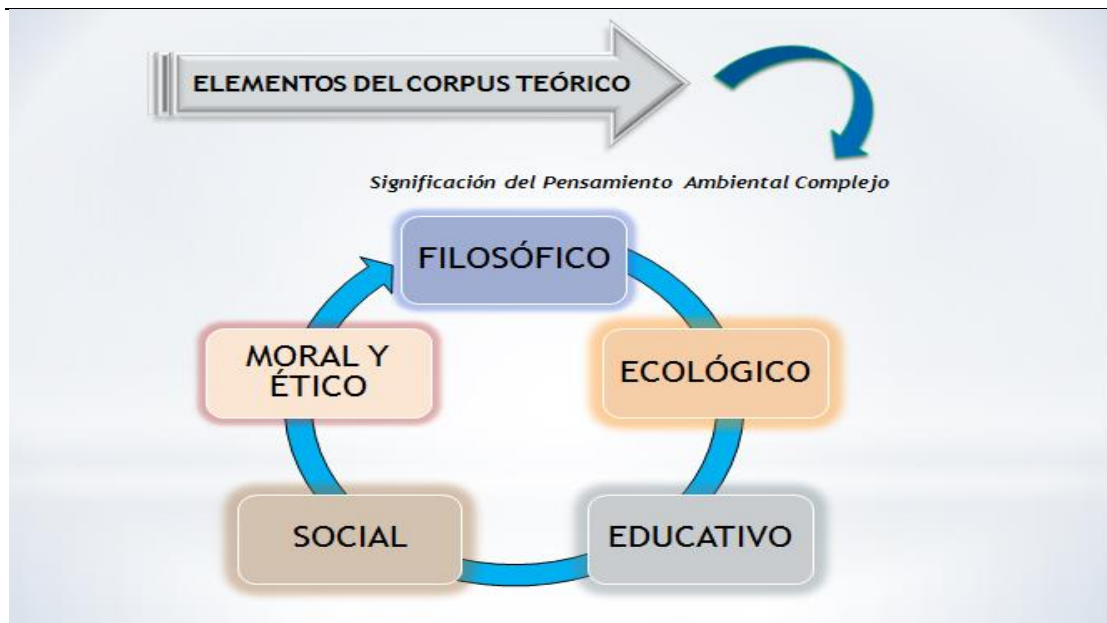 ELEMENTOS DEL CORPUS TEÓRICO
Significación del Pensamiento Ambiental Complejo
FILOSÓFICO
ECOLÓGICO
EDUCATIVO
SOCIAL
MORAL Y
ÉTICO